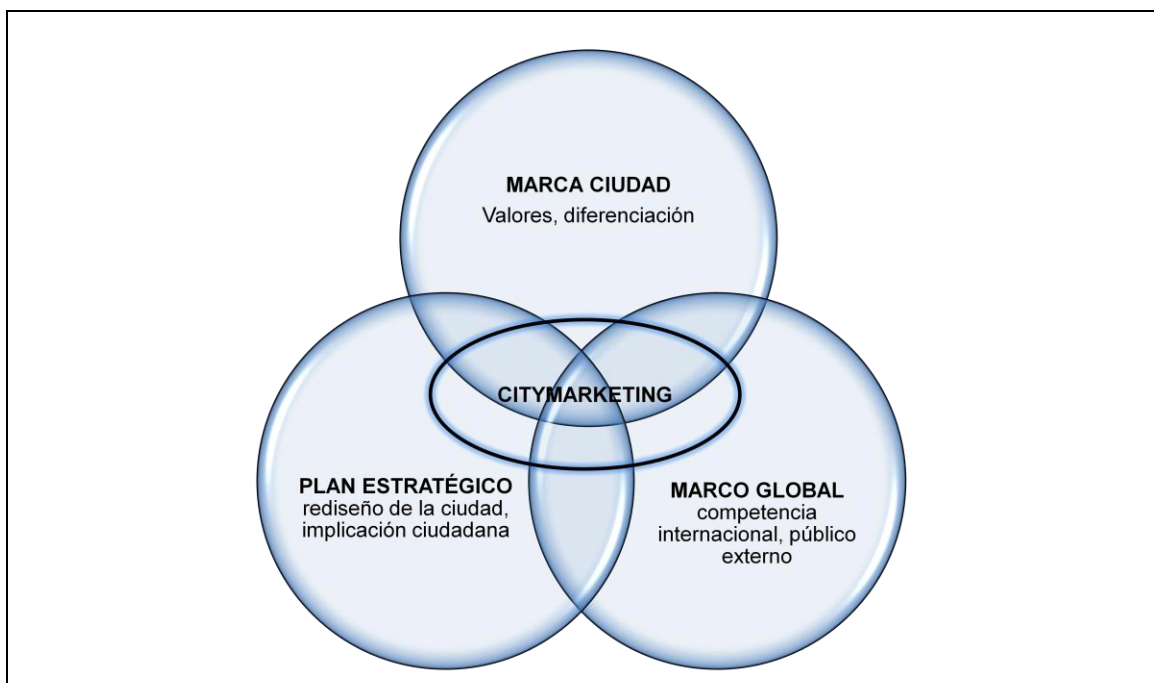 MARCA CIUDAD
Valores, diferenciación
CITYMARKETING
PLAN ESTRATÉGICO
rediseño de la ciudad,
implicación ciudadana
MARCO GLOBAL
competencia
internacional, público
externo